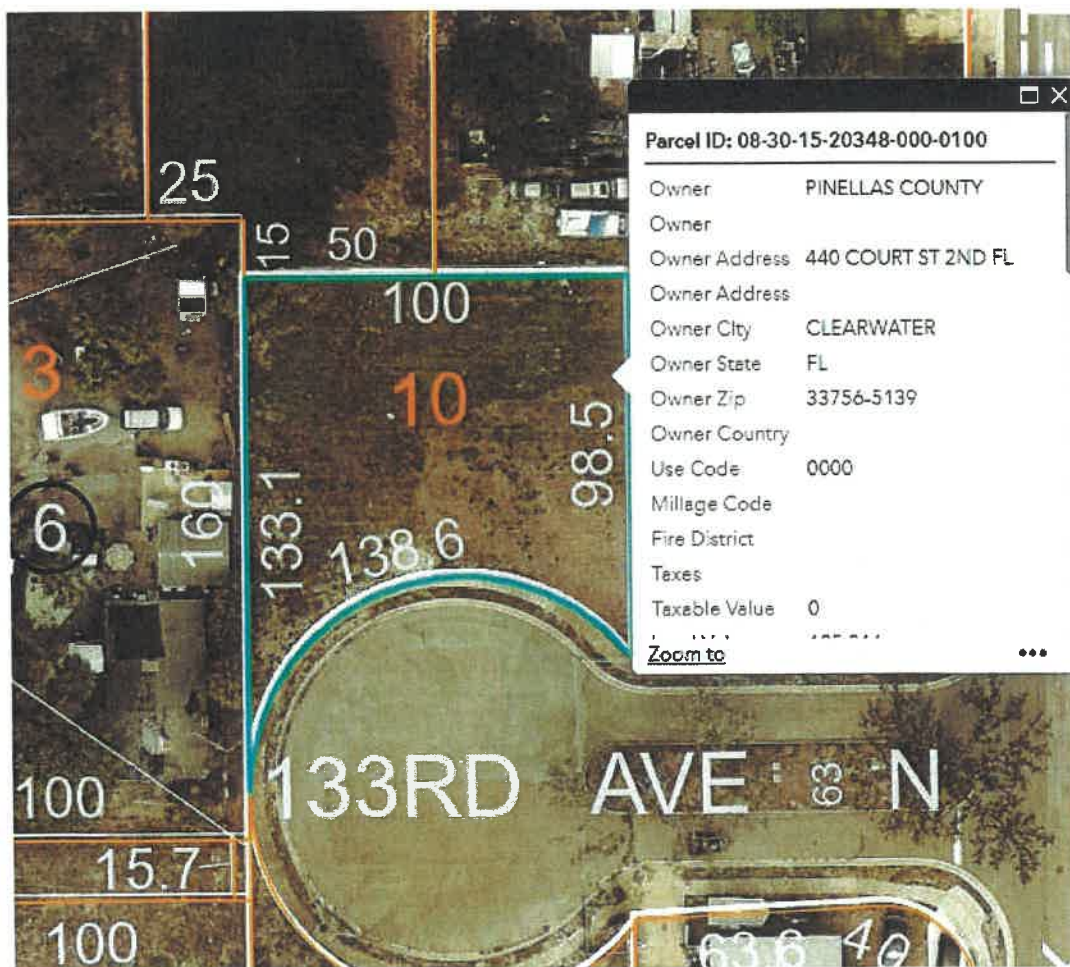 25
15
50
100
3
10
98.5
6
160
133.1
138.6
133RD AVE N
63
100
15.7
100
63.6
40
Parcel ID: 08-30-15-20348-000-0100
Owner PINELLAS COUNTY
Owner
Owner Address 440 COURT ST 2ND FL
Owner Address
Owner City CLEARWATER
Owner State FL
Owner Zip 33756-5139
Owner Country
Use Code 0000
Millage Code
Fire District
Taxes
Taxable Value 0
Zoom to